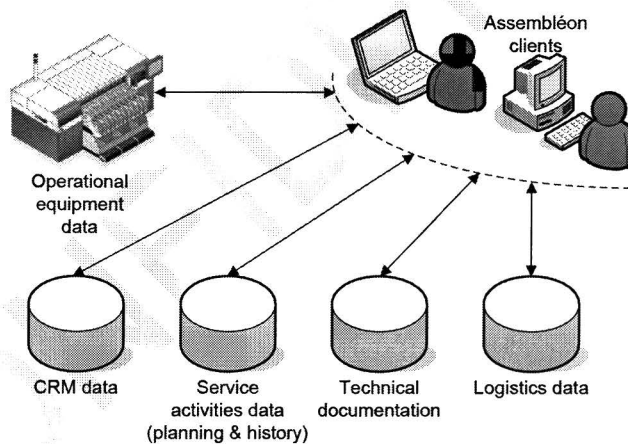 Assembléon
clients
Operational
equipment
data
CRM data
Service
activities data
(planning & history)
Technical
documentation
Logistics data